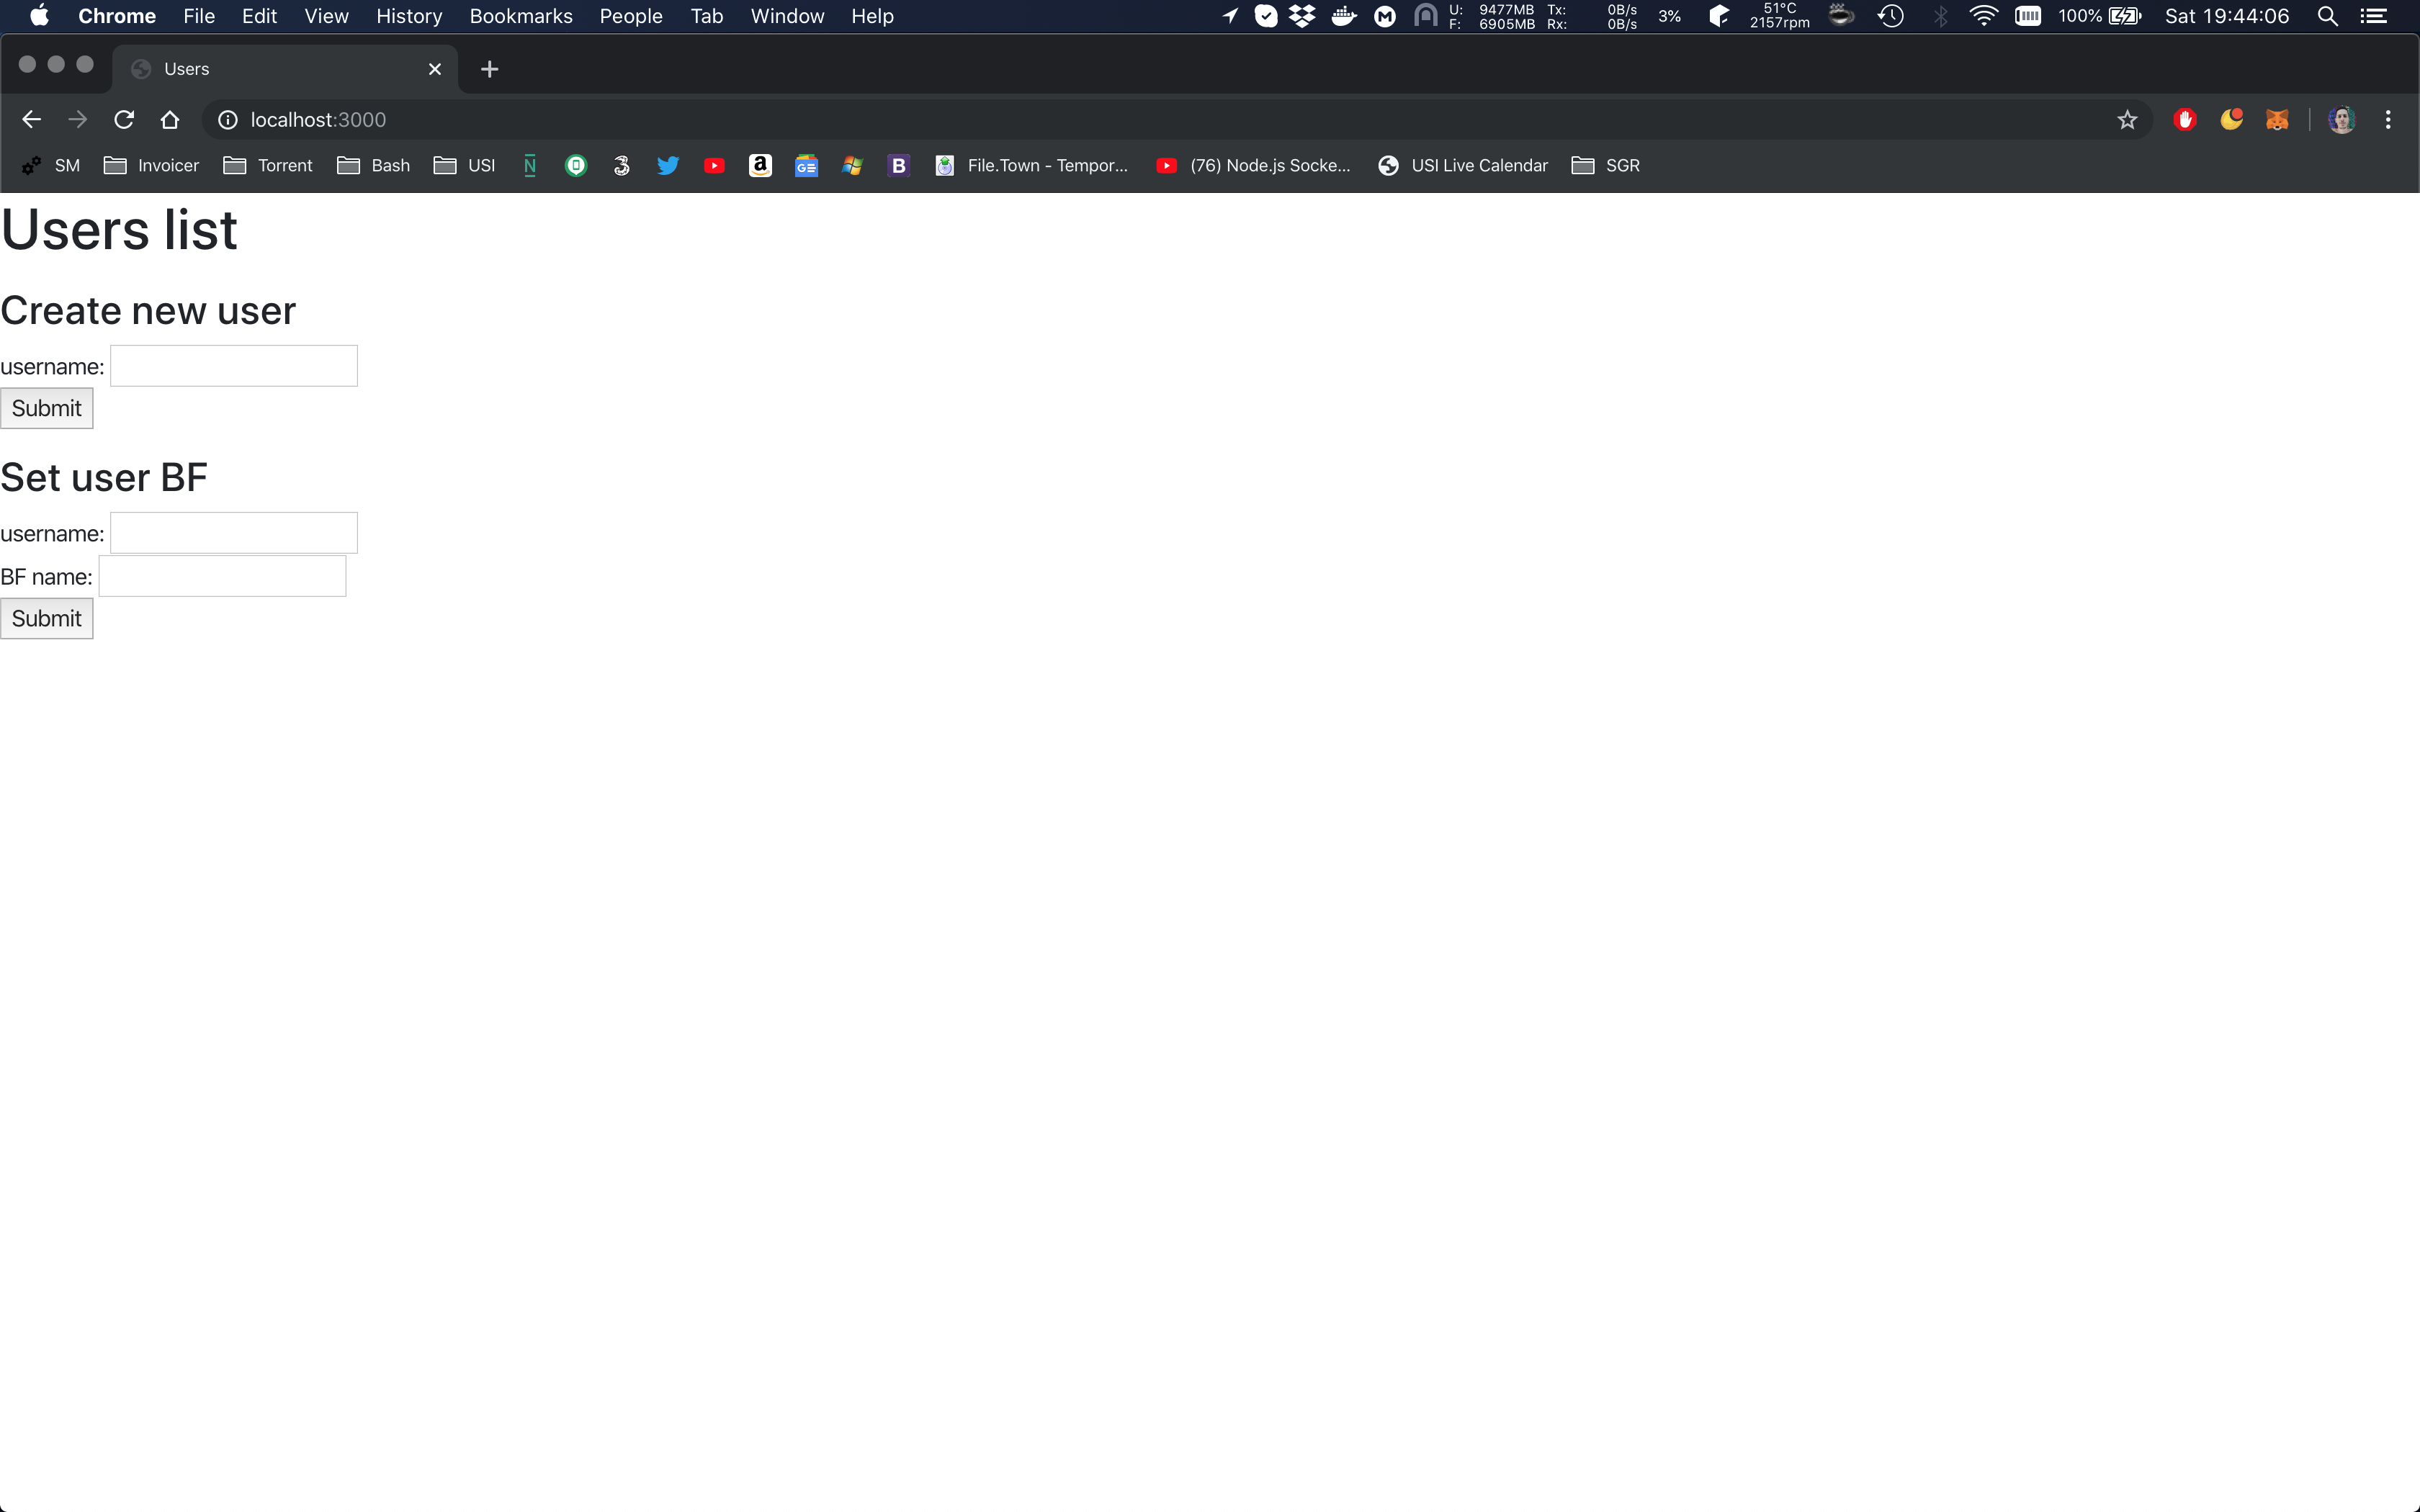 Chrome File Edit View History Bookmarks People Tab Window Help U: 9477MB Tx: 0B/s 3% 51°C 100% Sat 19:44:06
F: 6905MB Rx: 0B/s 2157rpm
Users
localhost:3000
SM Invoicer Torrent Bash USI N 3 a GE B File.Town - Tempor... (76) Node.js Socke... USI Live Calendar SGR
Users list
Create new user
username:
Submit
Set user BF
username:
BF name:
Submit